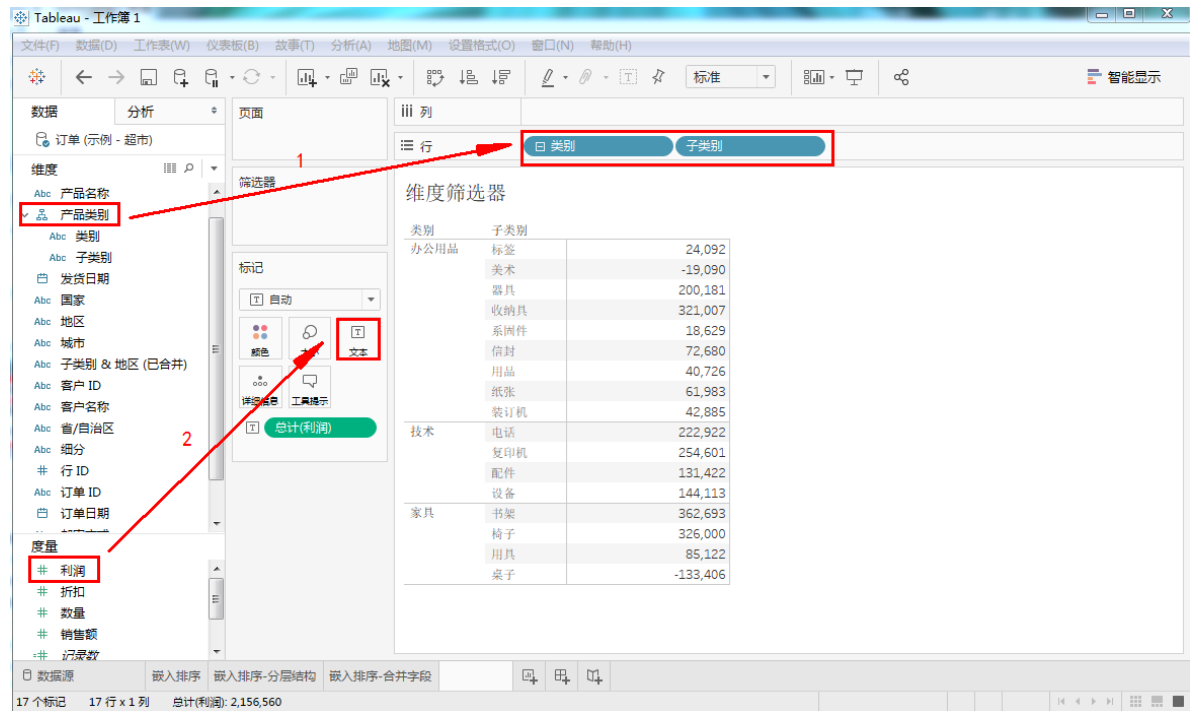 Tableau - 工作簿 1
文件(F) 数据(D) 工作表(W) 仪表板(B) 故事(T) 分析(A) 地图(M) 设置格式(O) 窗口(N) 帮助(H)
标准 智能显示
数据 分析
订单 (示例 - 超市)
维度
Abc 产品名称
产品类别
Abc 类别
Abc 子类别
发货日期
Abc 国家
Abc 地区
Abc 城市
Abc 子类别 & 地区 (已合并)
Abc 客户 ID
Abc 客户名称
Abc 省/自治区
Abc 细分
# 行 ID
Abc 订单 ID
订单日期
度量
# 利润
# 折扣
# 数量
# 销售额
=# 记录数
页面
1
筛选器
标记
T 自动
颜色 T 文本
详细信息 工具提示
T 总计(利润)
2
iii 列
行 类别 子类别
维度筛选器
类别 子类别
办公用品 标签 24,092
美术 -19,090
器具 200,181
收纳具 321,007
系固件 18,629
信封 72,680
用品 40,726
纸张 61,983
装订机 42,885
技术 电话 222,922
复印机 254,601
配件 131,422
设备 144,113
家具 书架 362,693
椅子 326,000
用具 85,122
桌子 -133,406
数据源 嵌入排序 嵌入排序-分层结构 嵌入排序-合并字段
17 个标记 17 行 x 1 列 总计(利润): 2,156,560